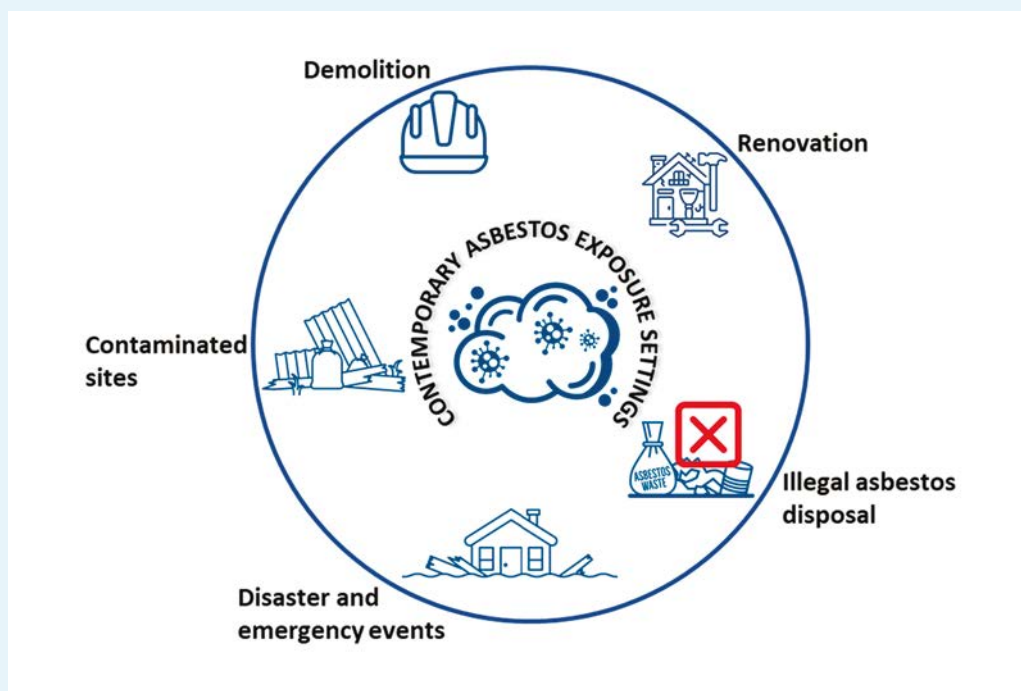 Demolition
Renovation
CONTEMPORARY ASBESTOS EXPOSURE SETTINGS
Contaminated
sites
ASBESTOS
WASTE
Illegal asbestos
disposal
Disaster and
emergency events